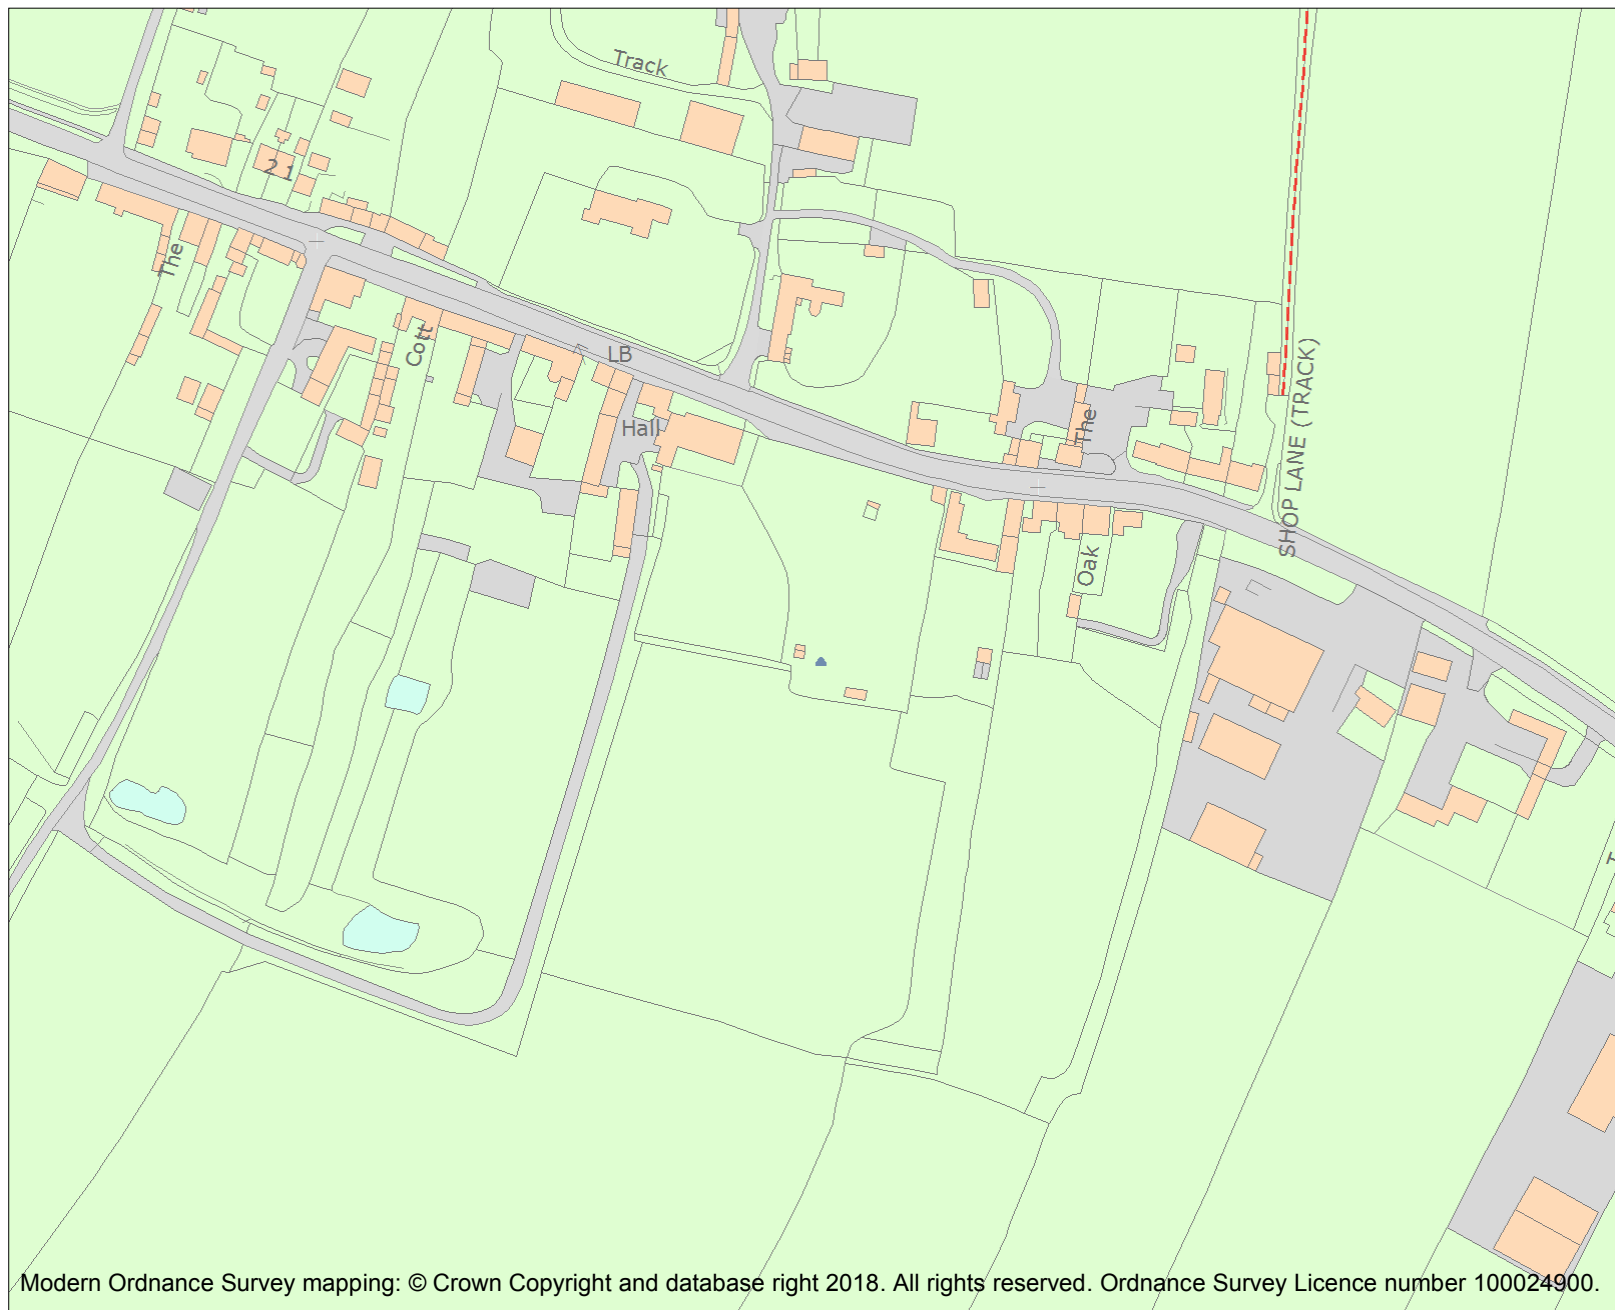 Track
2 1
The
Cott
LB
Hall
The
SHOP LANE (TRACK)
Oak
Modern Ordnance Survey mapping: © Crown Copyright and database right 2018. All rights reserved. Ordnance Survey Licence number 100024900.